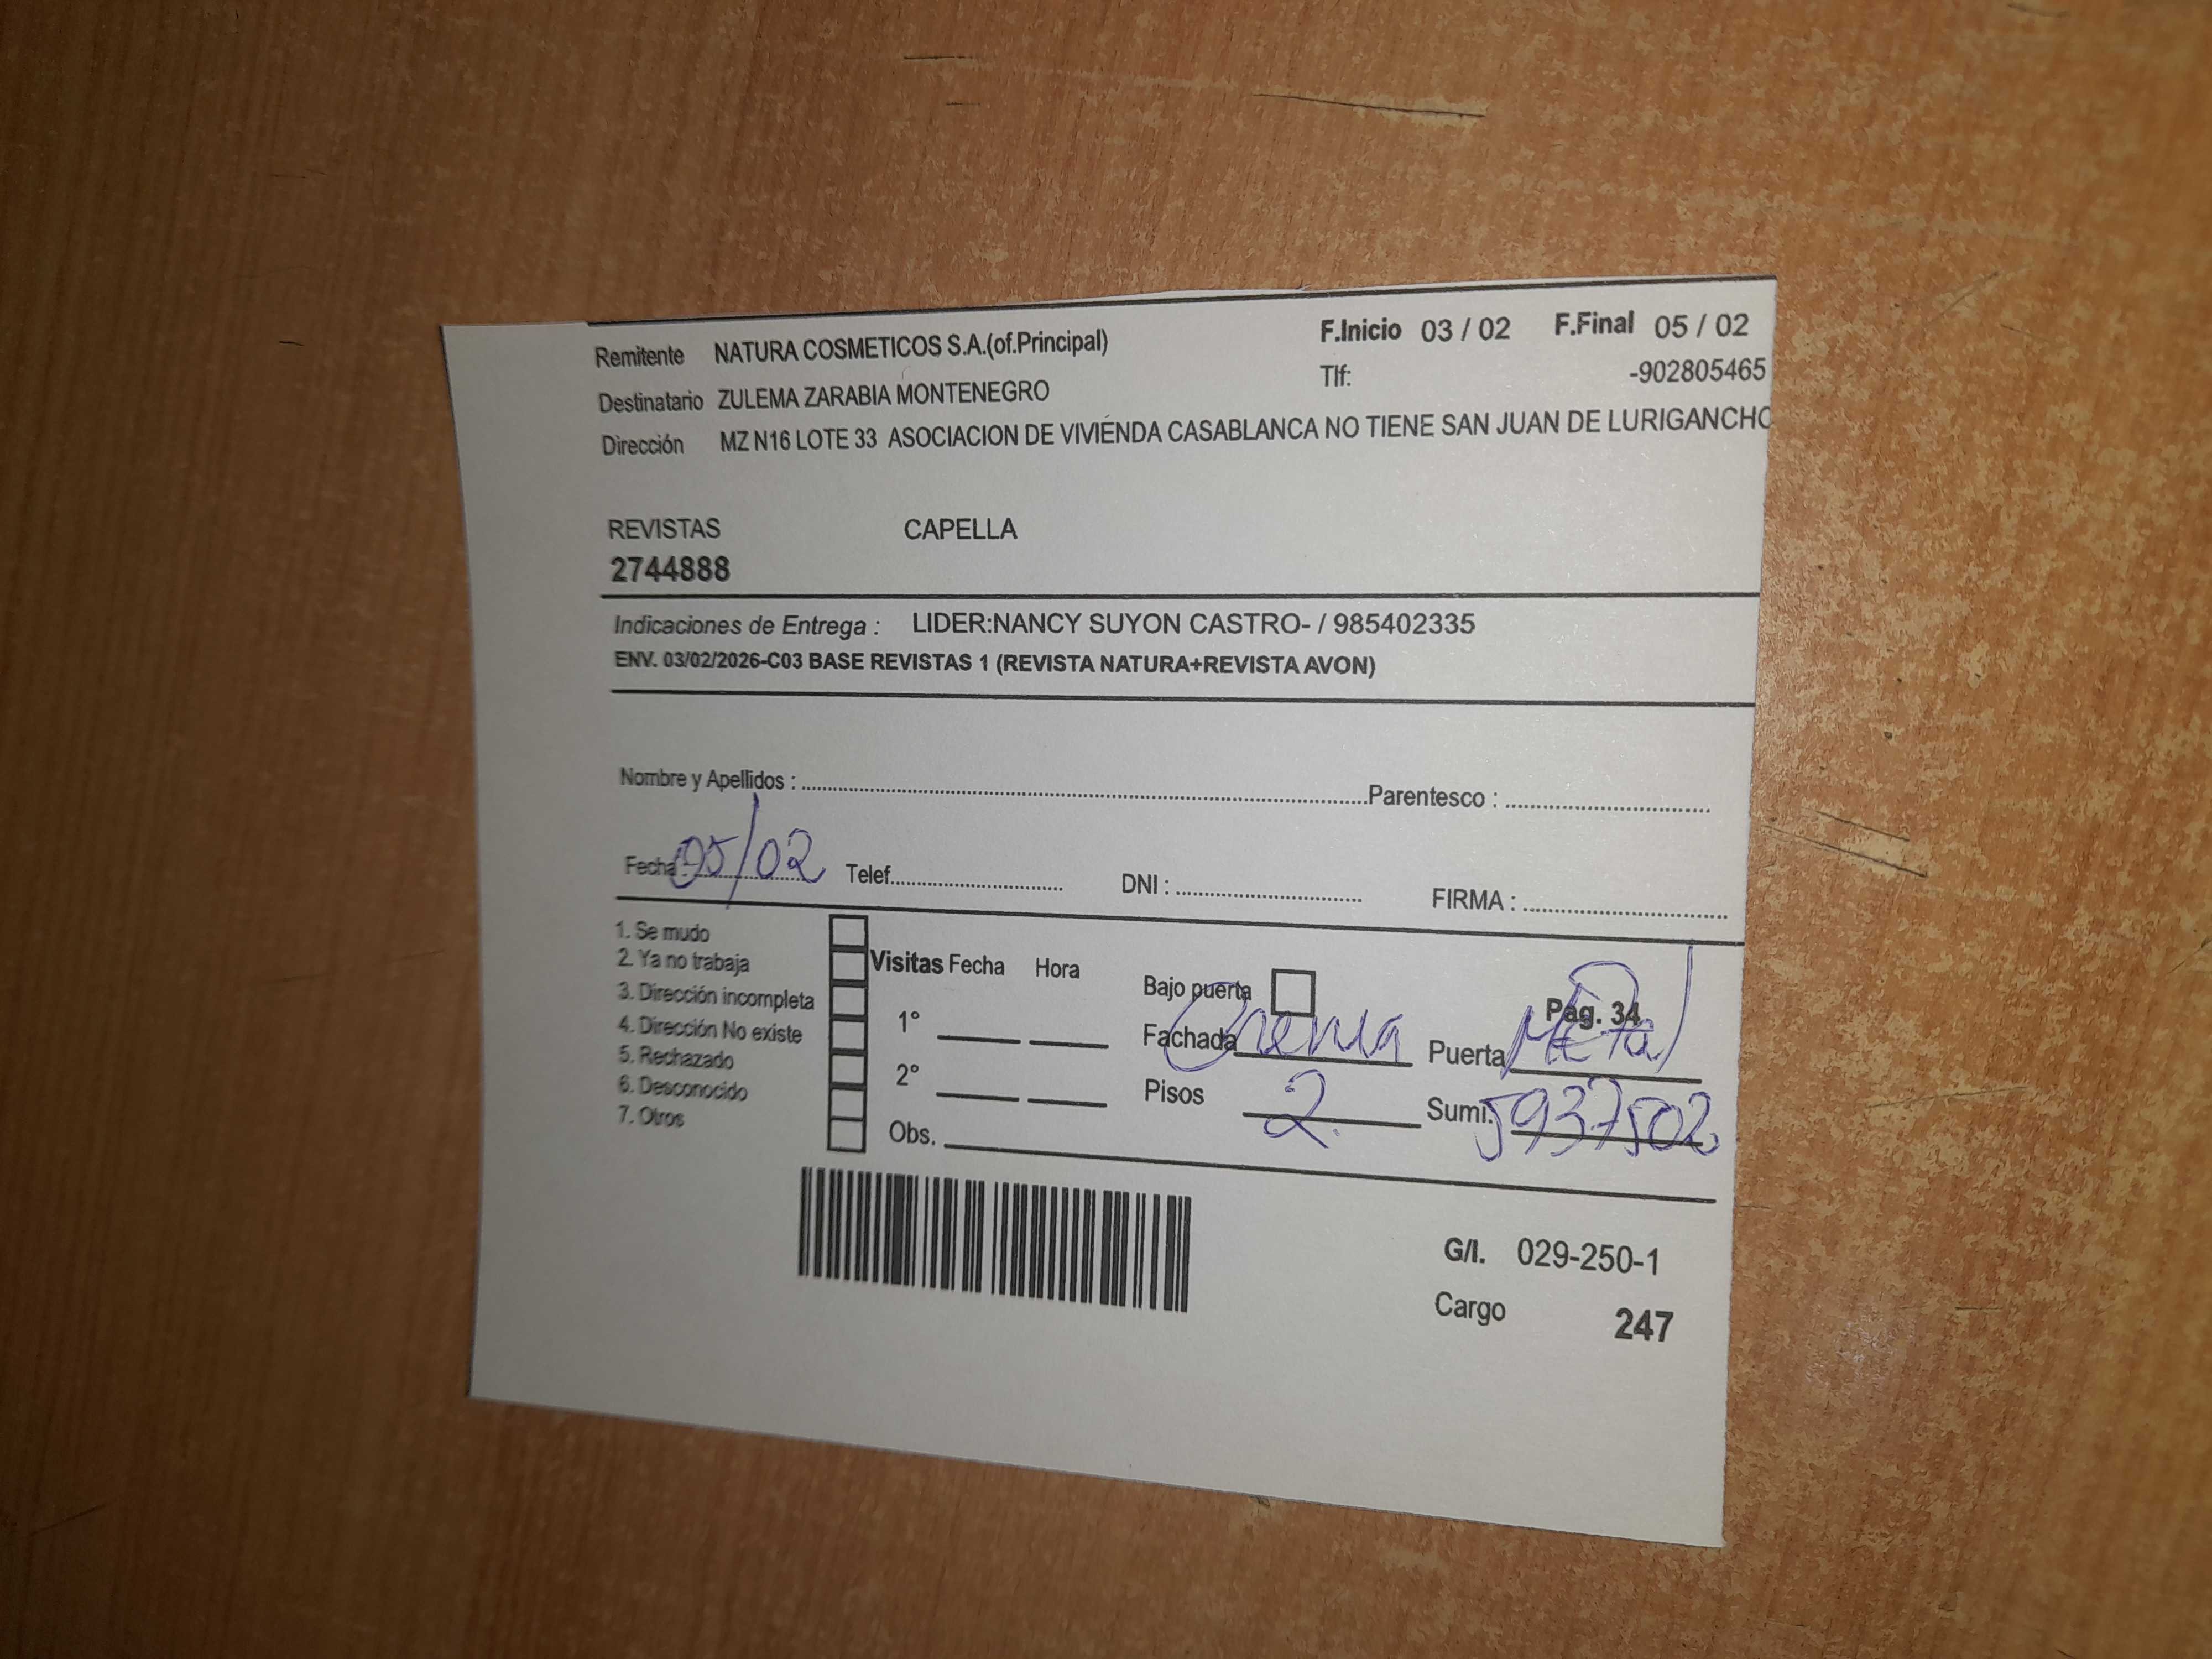 Remitente NATURA COSMETICOS S.A.(of.Principal) F.Inicio 03 / 02 F.Final 05 / 02
Destinatario ZULEMA ZARABIA MONTENEGRO Tlf: -902805465
Dirección MZ N16 LOTE 33 ASOCIACION DE VIVIENDA CASABLANCA NO TIENE SAN JUAN DE LURIGANCHO
REVISTAS CAPELLA
2744888
Indicaciones de Entrega : LIDER:NANCY SUYON CASTRO- / 985402335
ENV. 03/02/2026-C03 BASE REVISTAS 1 (REVISTA NATURA+REVISTA AVON)
Nombre y Apellidos : Parentesco :
Fecha : 05/02 Telef. DNI : FIRMA :
1. Se mudo
2. Ya no trabaja
3. Dirección incompleta
4. Dirección No existe
5. Rechazado
6. Desconocido
7. Otros
Visitas Fecha Hora
1°
2°
Obs.
Bajo puerta Pág. 34
Fachada Crema Puerta Metal
Pisos 2. Sumi. 5937502
G/I. 029-250-1
Cargo 247